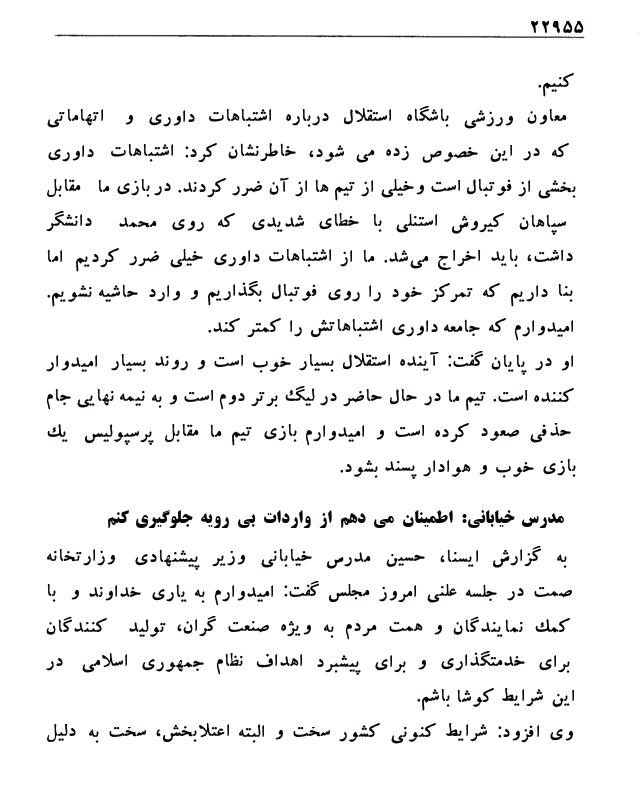 ۲۲۹۵۵
کنیم.
معاون ورزشی باشگاه استقلال درباره اشتباهات داوری و اتهاماتی
که در این خصوص زده می شود، خاطرنشان کرد: اشتباهات داوری
بخشی از فوتبال است وخیلی از تیم ها از آن ضرر کردند. در بازی ما مقابل
سپاهان کیروش استنلی با خطای شدیدی که روی محمد دانشگر
داشت، باید اخراج می‌شد. ما از اشتباهات داوری خیلی ضرر کردیم اما
بنا داریم که تمرکز خود را روی فوتبال بگذاریم و وارد حاشیه نشویم.
امیدوارم که جامعه داوری اشتباهاتش را کمتر کند.
او در پایان گفت: آینده استقلال بسیار خوب است و روند بسیار امیدوار
کننده است. تیم ما در حال حاضر در لیگ برتر دوم است و به نیمه نهایی جام
حذفی صعود کرده است و امیدوارم بازی تیم ما مقابل پرسپولیس یك
بازی خوب و هوادار پسند بشود.
مدرس خیابانی: اطمینان می دهم از واردات بی رویه جلوگیری کنم
به گزارش ایسنا، حسین مدرس خیابانی وزیر پیشنهادی وزارتخانه
صمت در جلسه علنی امروز مجلس گفت: امیدوارم به یاری خداوند و با
کمك نمایندگان و همت مردم به ویژه صنعت گران، تولید کنندگان
برای خدمتگذاری و برای پیشبرد اهداف نظام جمهوری اسلامی در
این شرایط کوشا باشم.
وی افزود: شرایط کنونی کشور سخت و البته اعتلابخش، سخت به دلیل